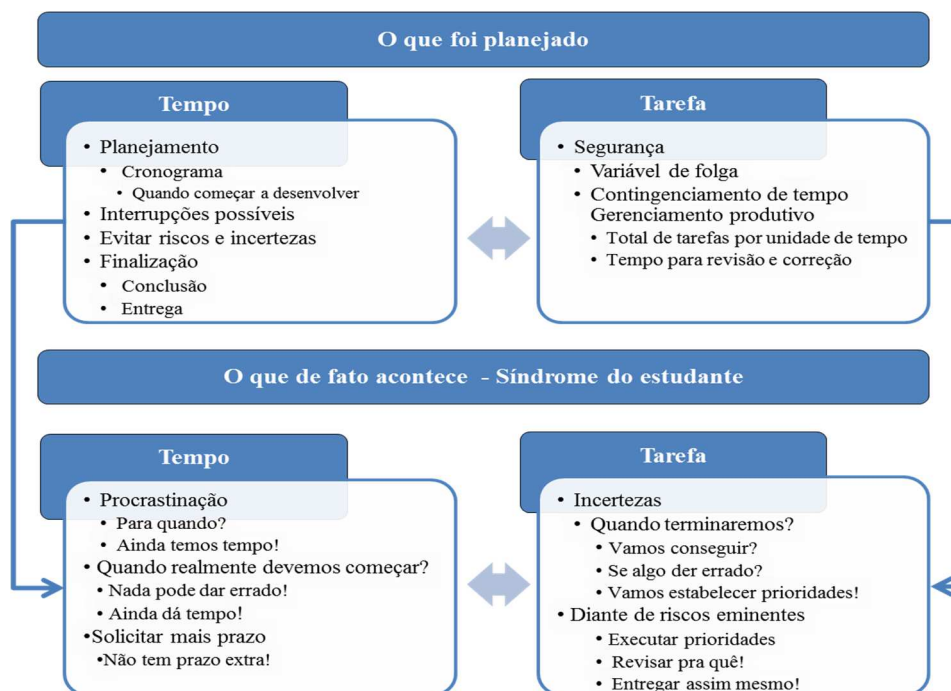 O que foi planejado
Tempo
• Planejamento
• Cronograma
• Quando começar a desenvolver
• Interrupções possíveis
• Evitar riscos e incertezas
• Finalização
• Conclusão
• Entrega
Tarefa
• Segurança
• Variável de folga
• Contingenciamento de tempo
Gerenciamento produtivo
• Total de tarefas por unidade de tempo
• Tempo para revisão e correção
O que de fato acontece - Síndrome do estudante
Tempo
• Procrastinação
• Para quando?
• Ainda temos tempo!
• Quando realmente devemos começar?
• Nada pode dar errado!
• Ainda dá tempo!
•Solicitar mais prazo
•Não tem prazo extra!
Tarefa
• Incertezas
• Quando terminaremos?
• Vamos conseguir?
• Se algo der errado?
• Vamos estabelecer prioridades!
• Diante de riscos eminentes
• Executar prioridades
• Revisar pra quê!
• Entregar assim mesmo!